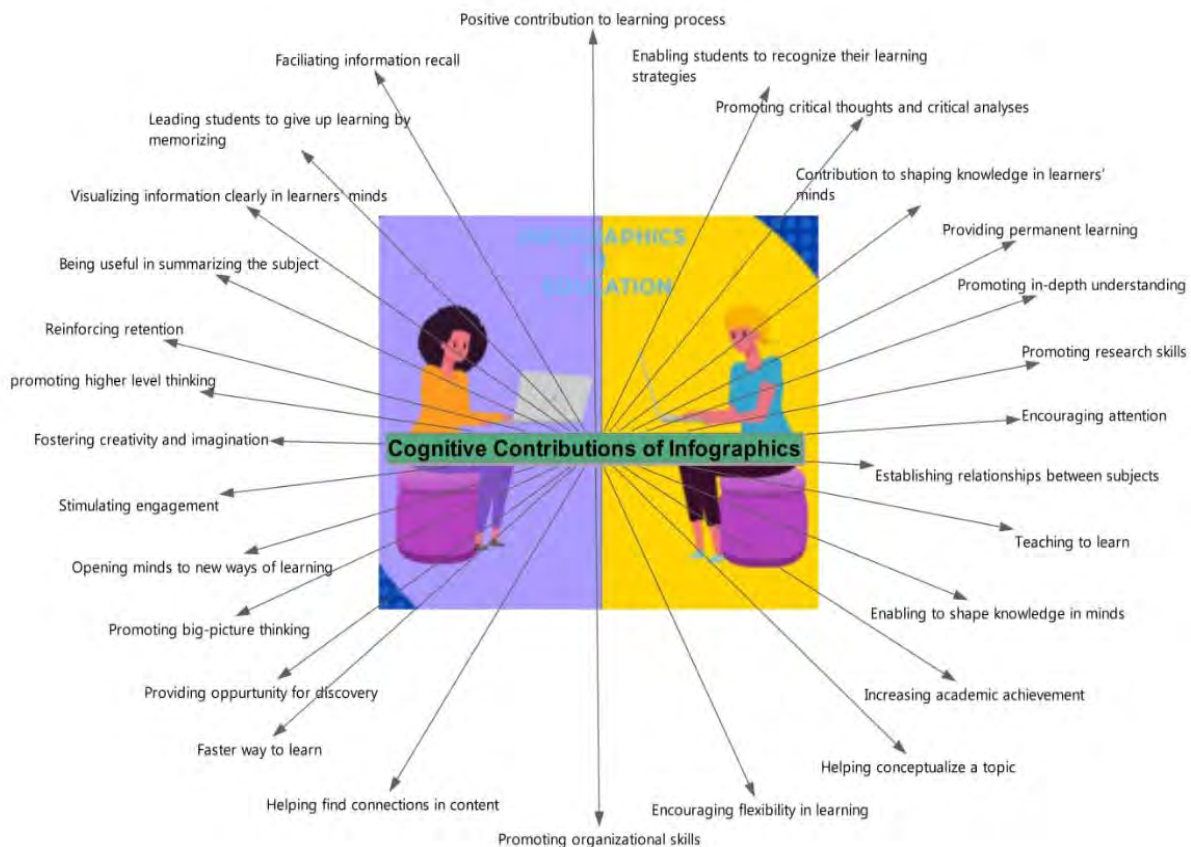 Positive contribution to learning process
Faciliating information recall
Enabling students to recognize their learning
strategies
Promoting critical thoughts and critical analyses
Leading students to give up learning by
memorizing
Contribution to shaping knowledge in learners'
minds
Visualizing information clearly in learners' minds
Providing permanent learning
INFOGRAPHICS
IN
EDUCATION
Being useful in summarizing the subject
Promoting in-depth understanding
Reinforcing retention
Promoting research skills
promoting higher level thinking
Encouraging attention
Fostering creativity and imagination
Cognitive Contributions of Infographics
Establishing relationships between subjects
Stimulating engagement
Teaching to learn
Opening minds to new ways of learning
Enabling to shape knowledge in minds
Promoting big-picture thinking
Providing oppurtunity for discovery
Increasing academic achievement
Faster way to learn
Helping conceptualize a topic
Helping find connections in content
Encouraging flexibility in learning
Promoting organizational skills